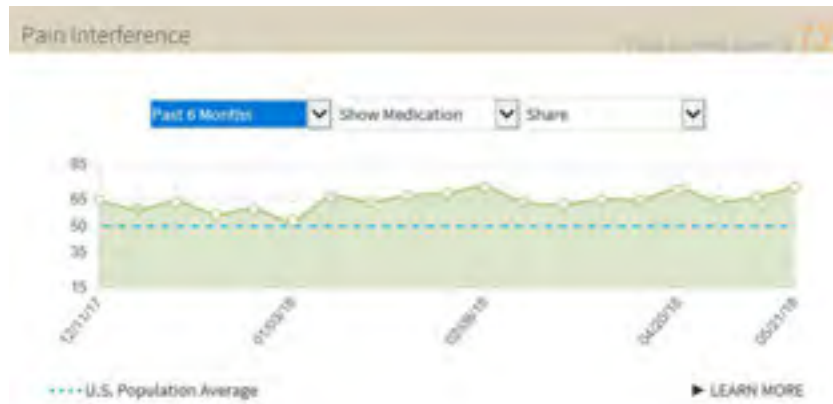 Pain Interference
Past 6 Months Show Medication Share
85
65
50
35
15
12/11/17 01/03/18 02/08/18 04/20/18 05/21/18
U.S. Population Average
LEARN MORE